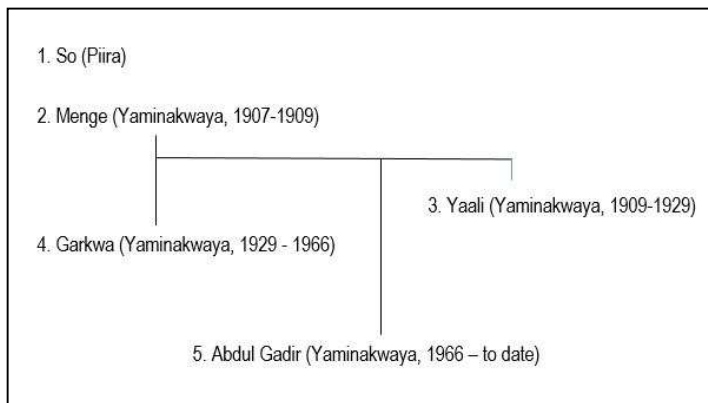 1. So (Piira)
2. Menge (Yaminakwaya, 1907-1909)
3. Yaali (Yaminakwaya, 1909-1929)
4. Garkwa (Yaminakwaya, 1929 - 1966)
5. Abdul Gadir (Yaminakwaya, 1966 – to date)